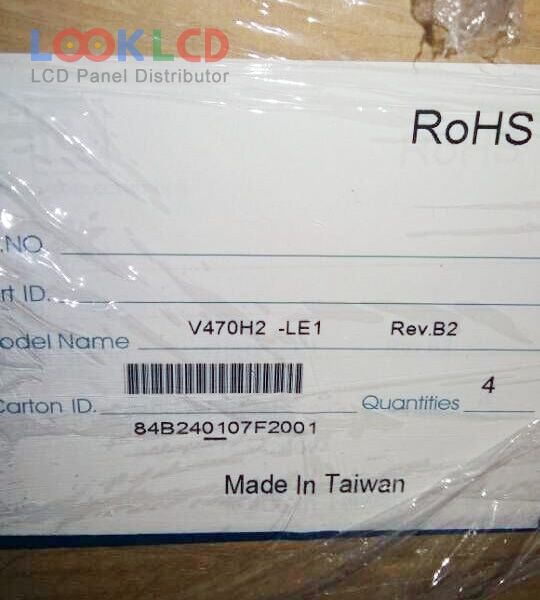 LOOKLCD
LCD Panel Distributor
RoHS
.NO
rt ID.
odel Name V470H2 -LE1 Rev.B2
Carton ID. Quantities 4
84B240107F2001
Made In Taiwan